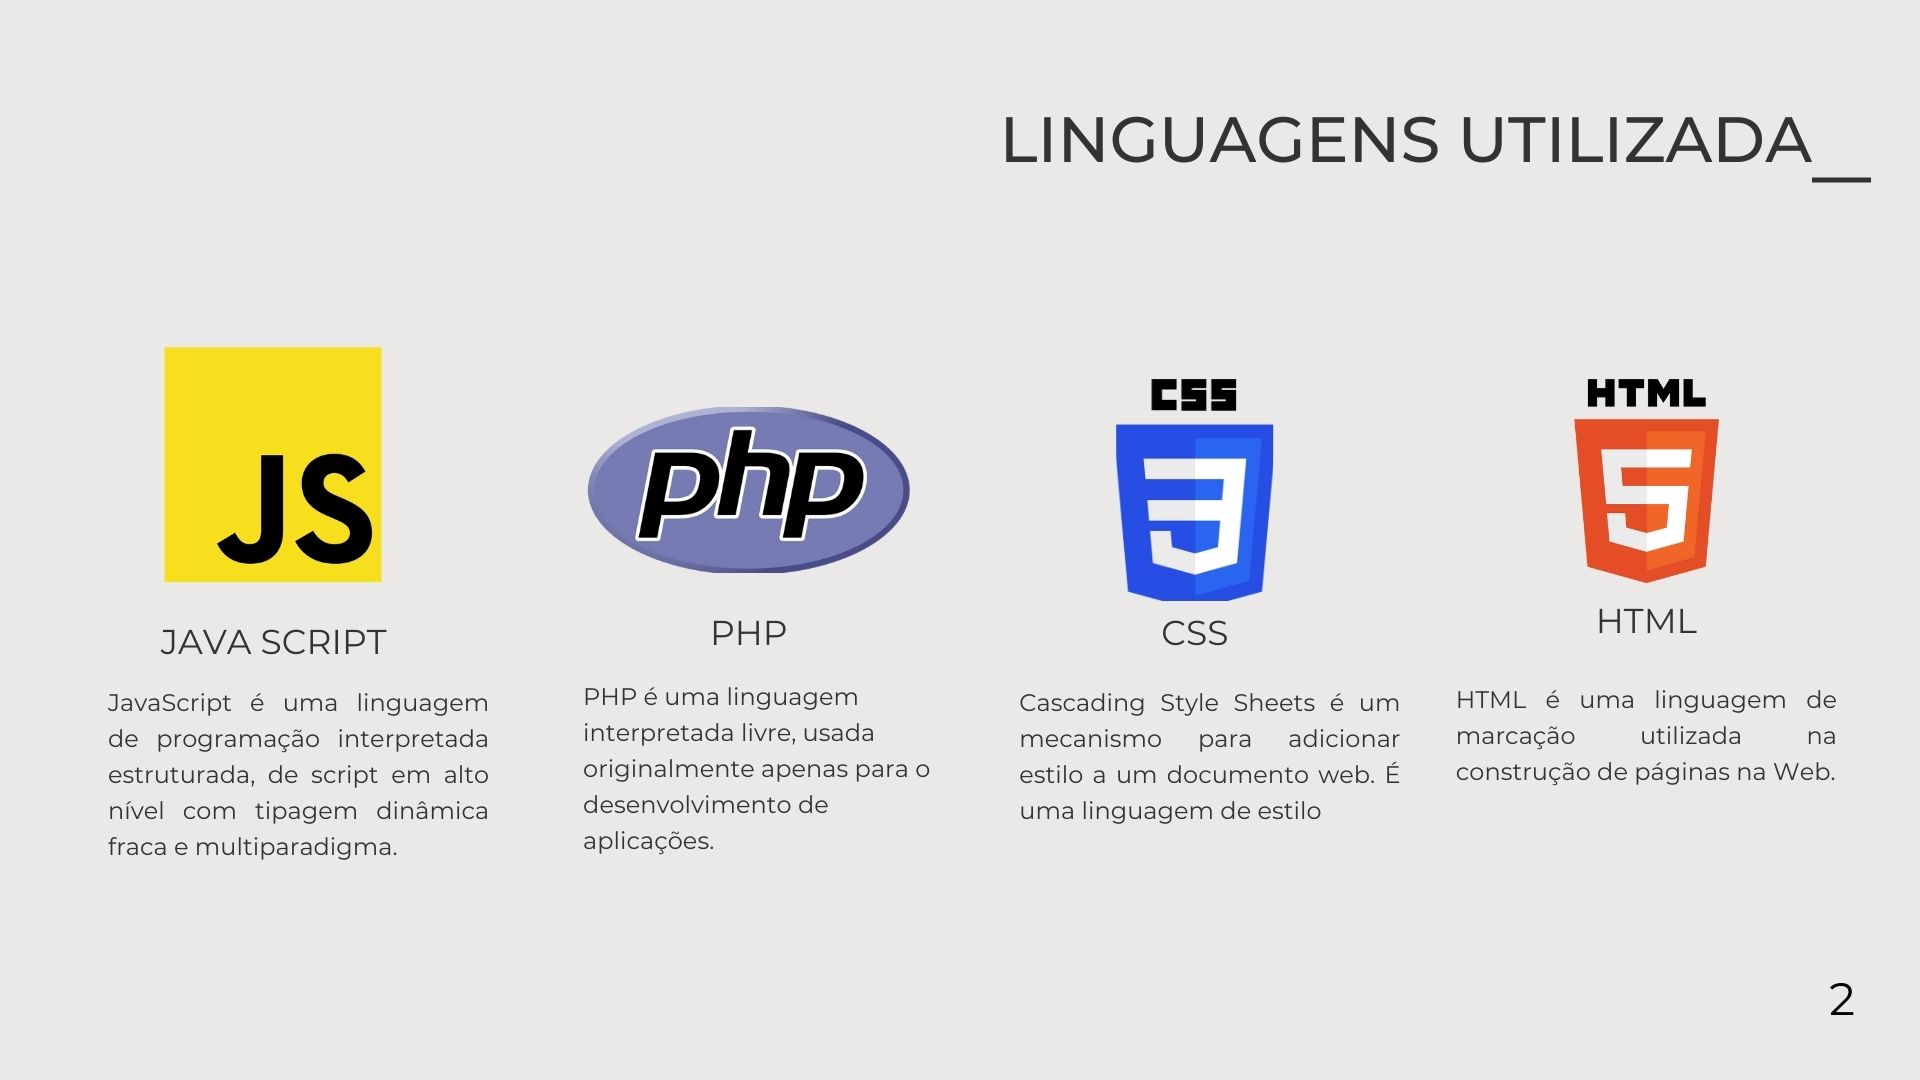 LINGUAGENS UTILIZADA_
JS
JAVA SCRIPT
JavaScript é uma linguagem
de programação interpretada
estruturada, de script em alto
nível com tipagem dinâmica
fraca e multiparadigma.
php
PHP
PHP é uma linguagem
interpretada livre, usada
originalmente apenas para o
desenvolvimento de
aplicações.
CSS
3
CSS
Cascading Style Sheets é um
mecanismo para adicionar
estilo a um documento web. É
uma linguagem de estilo
HTML
5
HTML
HTML é uma linguagem de
marcação utilizada na
construção de páginas na Web.
2